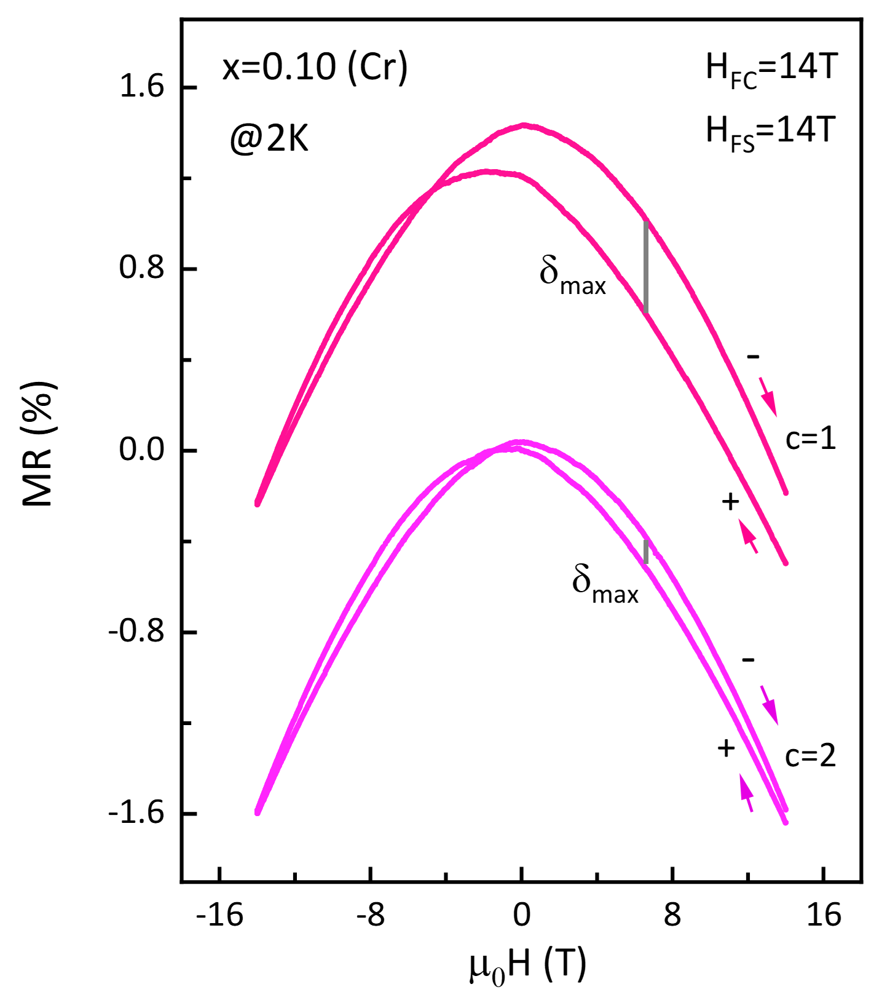 x=0.10 (Cr)
H_FC=14T
@2K
H_FS=14T
1.6
0.8
0.0
-0.8
-1.6
MR (%)
δ_max
-
c=1
+
δ_max
-
+
c=2
-16 -8 0 8 16
μ₀H (T)